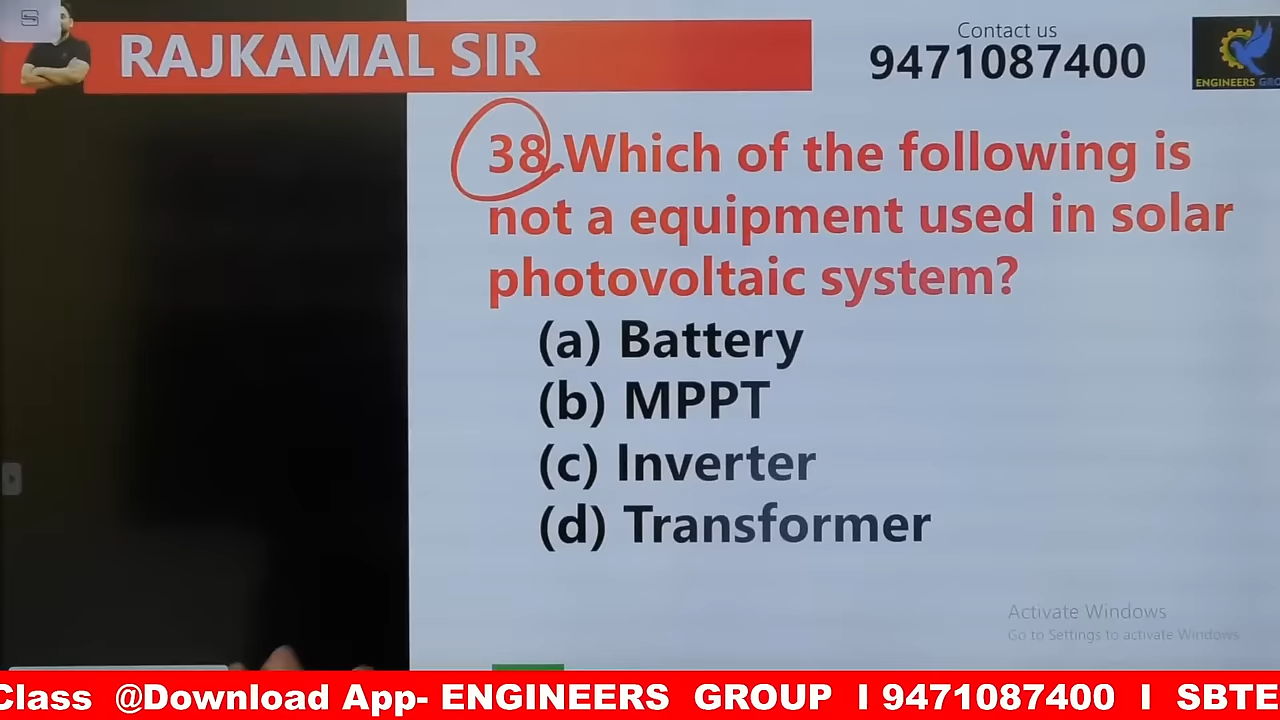 RAJKAMAL SIR
Contact us
9471087400
ENGINEERS GRO
38.Which of the following is
not a equipment used in solar
photovoltaic system?
(a) Battery
(b) MPPT
(c) Inverter
(d) Transformer
Activate Windows
Go to Settings to activate Windows
Class @Download App- ENGINEERS GROUP I 9471087400 I SBTE